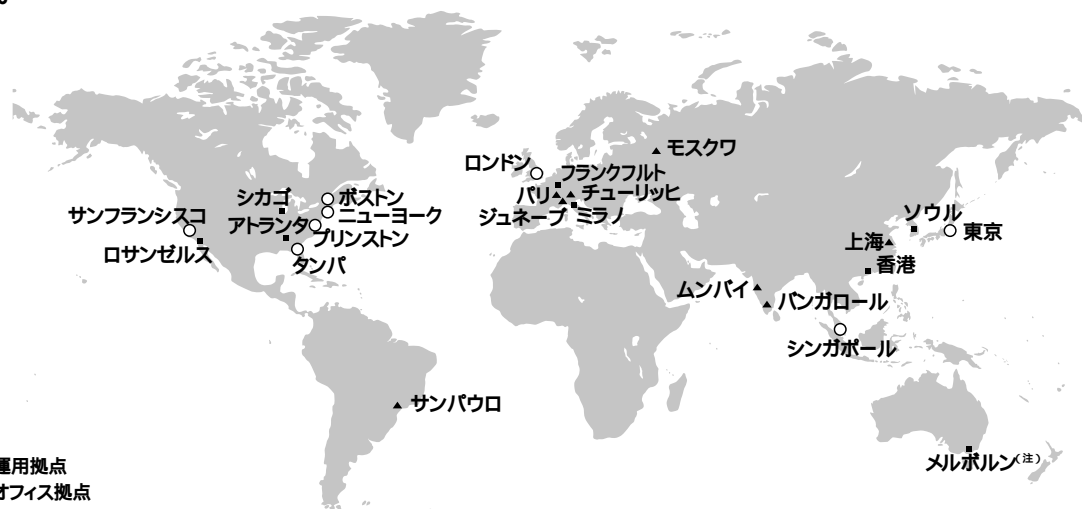 モスクワ
ロンドン
フランクフルト
パリ
チューリッヒ
ジュネーブ
ミラノ
シカゴ
ボストン
ニューヨーク
サンフランシスコ
アトランタ
プリンストン
ロサンゼルス
タンパ
ソウル
東京
上海
香港
ムンバイ
バンガロール
シンガポール
サンパウロ
メルボルン(注)
運用拠点
オフィス拠点